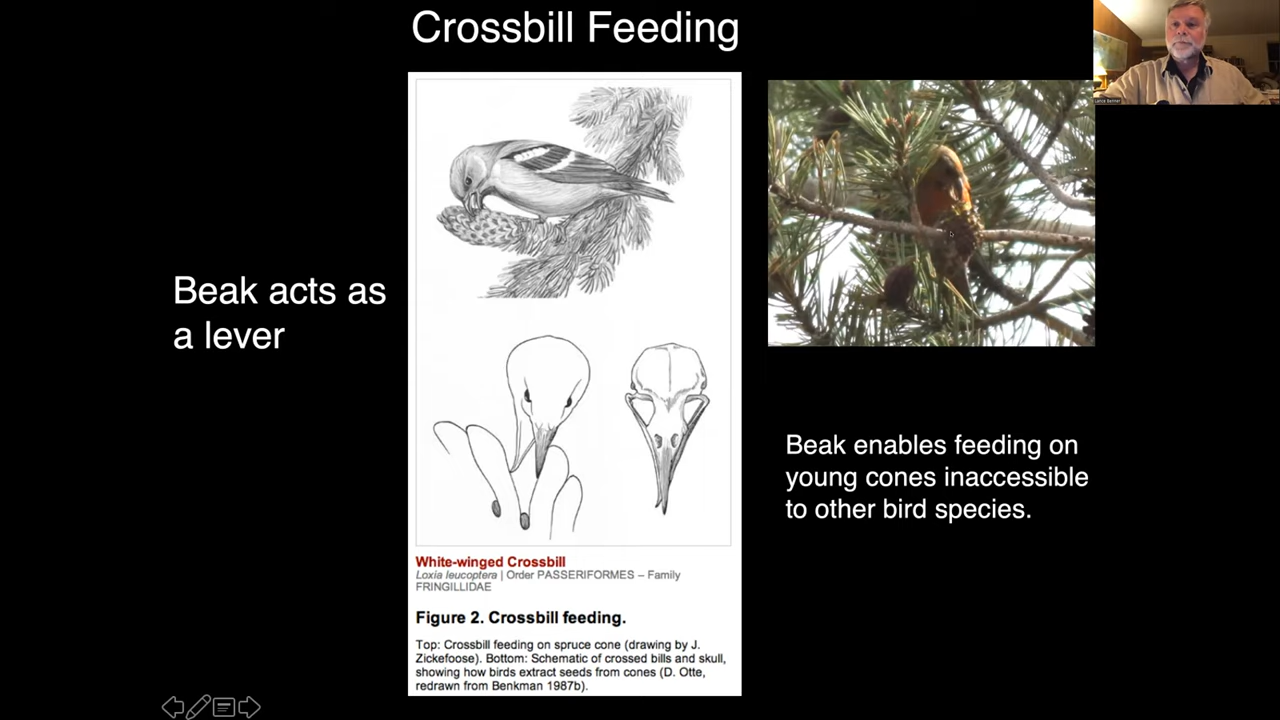 Crossbill Feeding
Beak acts as
a lever
White-winged Crossbill
Loxia leucoptera | Order PASSERIFORMES – Family
FRINGILLIDAE
Figure 2. Crossbill feeding.
Top: Crossbill feeding on spruce cone (drawing by J.
Zickefoose). Bottom: Schematic of crossed bills and skull,
showing how birds extract seeds from cones (D. Otte,
redrawn from Benkman 1987b).
Beak enables feeding on
young cones inaccessible
to other bird species.